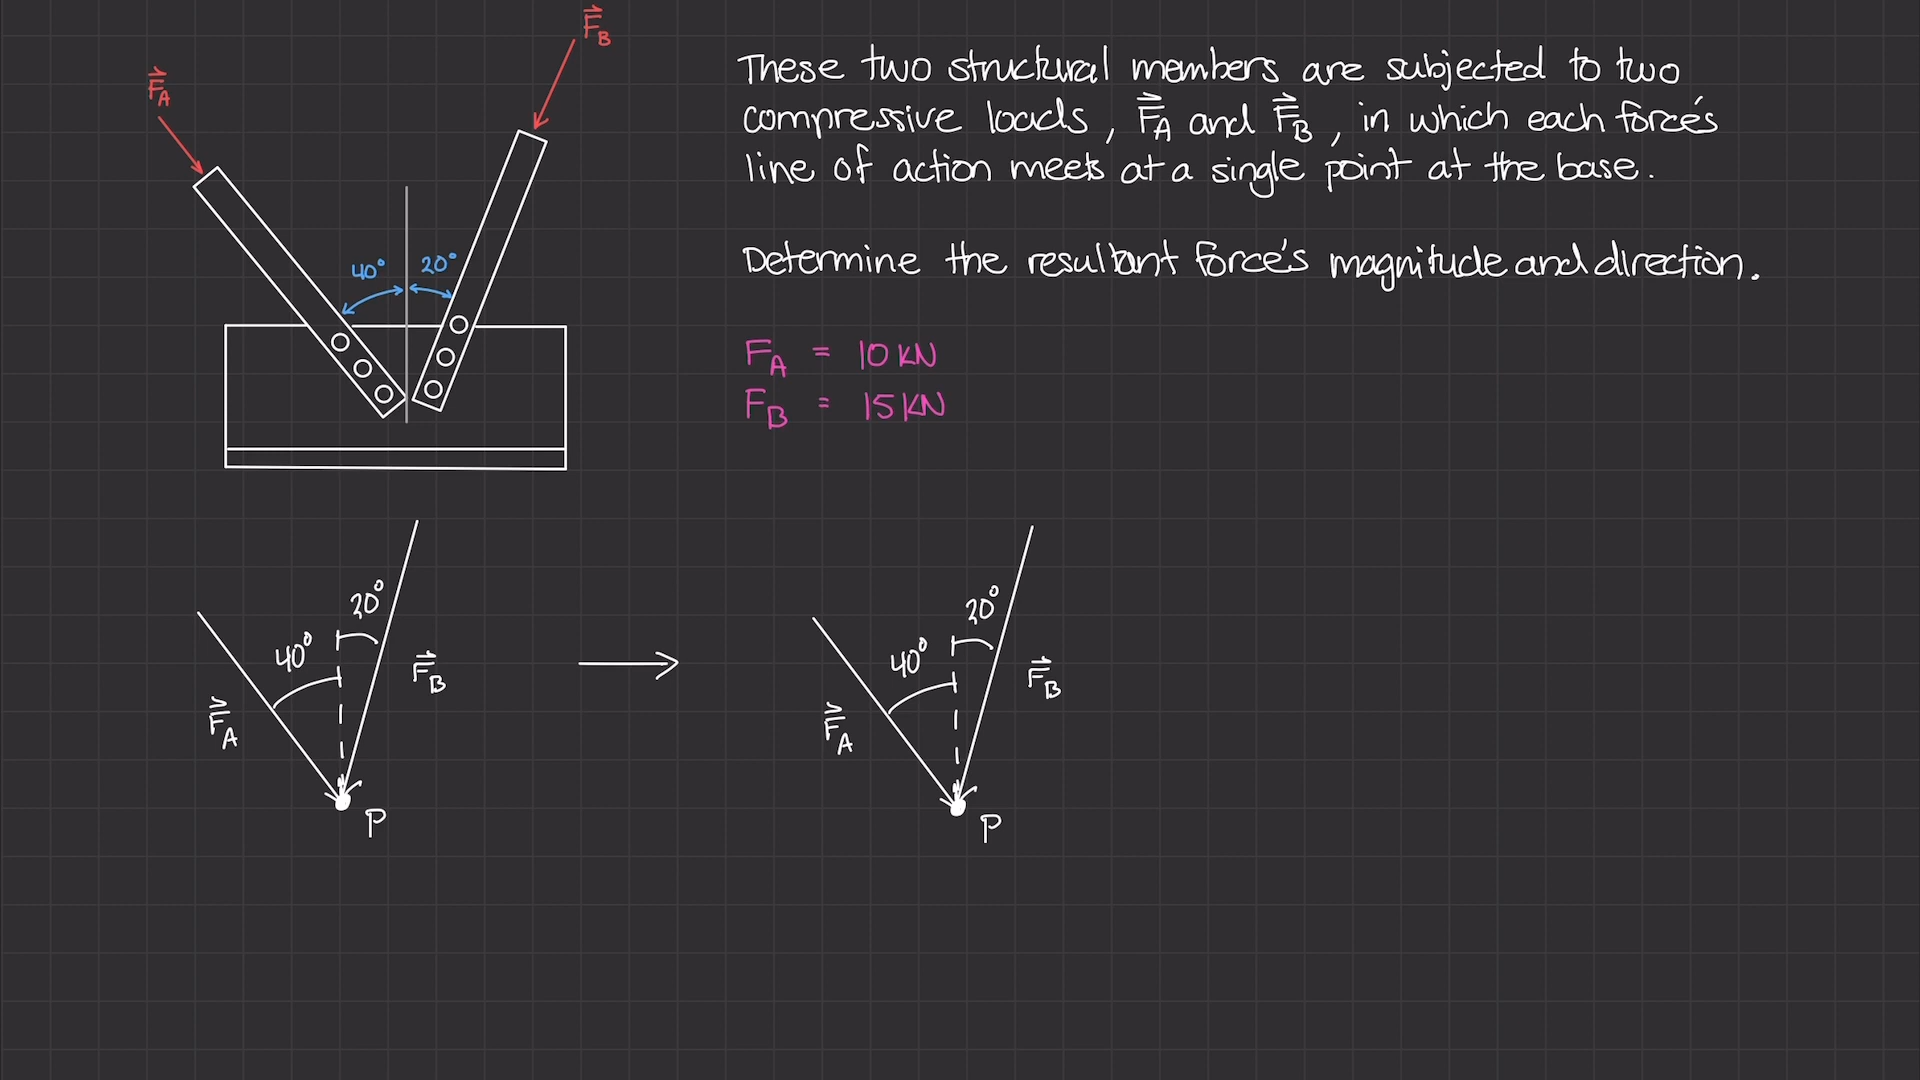 F⃗B
F⃗A
40° 20°
These two structural members are subjected to two
compressive loads, F⃗A and F⃗B, in which each force's
line of action meets at a single point at the base.
Determine the resultant force's magnitude and direction.
FA = 10 kN
FB = 15 kN
20°
40°
F⃗B
F⃗A
P
20°
40°
F⃗B
F⃗A
P